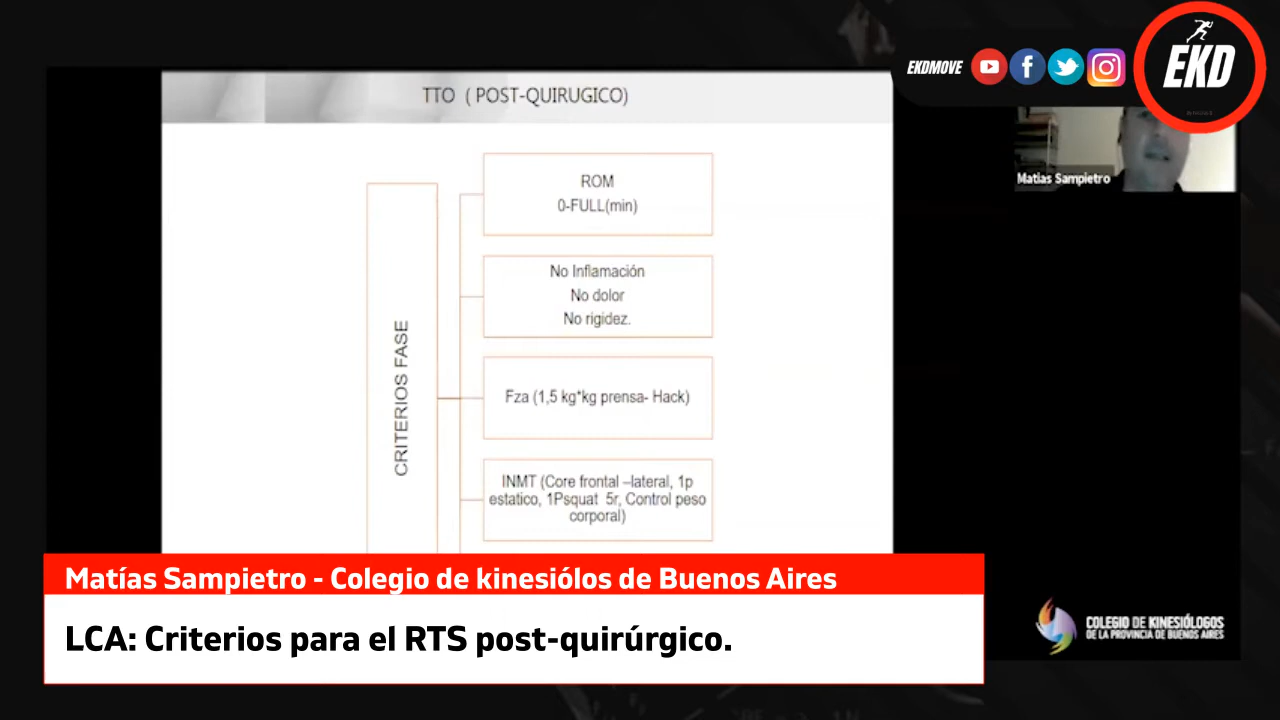 EKDMOVE
EKD
TTO ( POST-QUIRUGICO)
Matias Sampietro
CRITERIOS FASE
ROM
0-FULL(min)
No Inflamación
No dolor
No rigidez.
Fza (1,5 kg*kg prensa- Hack)
INMT (Core frontal –lateral, 1p
estatico, 1Psquat 5r, Control peso
corporal)
Matías Sampietro - Colegio de kinesiólos de Buenos Aires
LCA: Criterios para el RTS post-quirúrgico.
COLEGIO DE KINESIÓLOGOS
DE LA PROVINCIA DE BUENOS AIRES